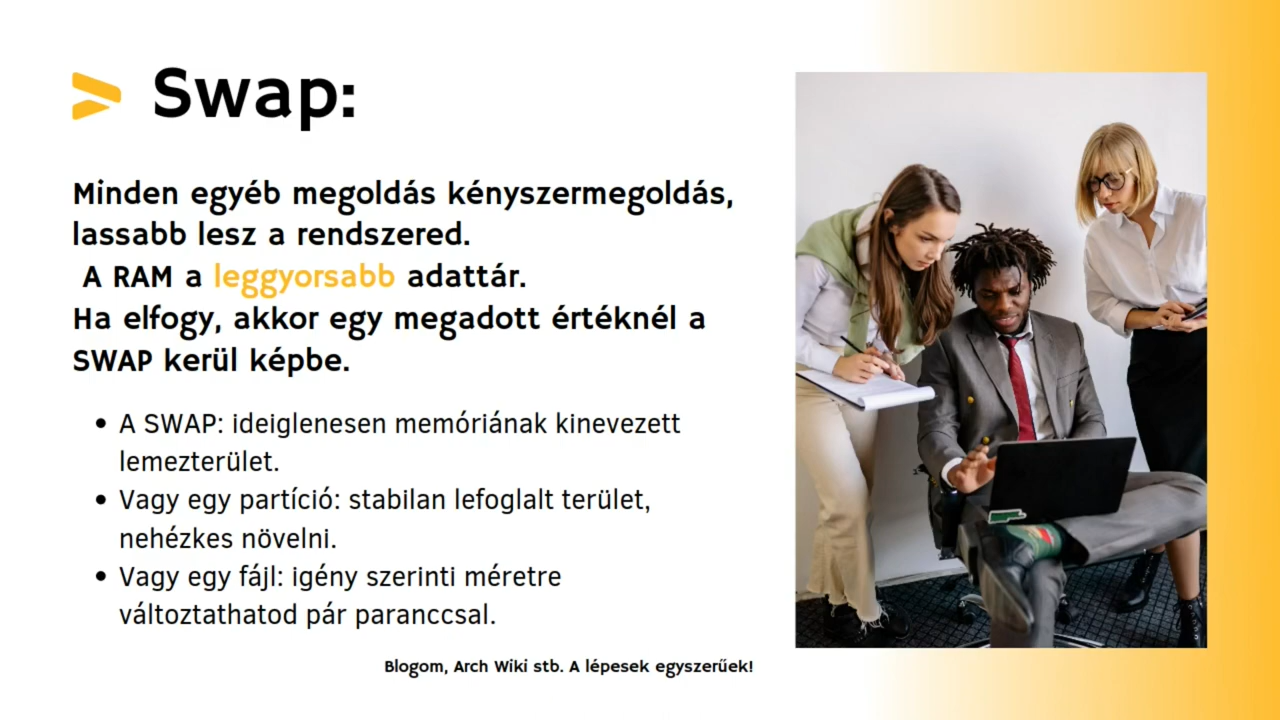 Swap:
Minden egyéb megoldás kényszermegoldás,
lassabb lesz a rendszered.
A RAM a leggyorsabb adattár.
Ha elfogy, akkor egy megadott értéknél a
SWAP kerül képbe.
• A SWAP: ideiglenesen memóriának kinevezett
lemezterület.
• Vagy egy partíció: stabilan lefoglalt terület,
nehézkes növelni.
• Vagy egy fájl: igény szerinti méretre
változtathatod pár paranccsal.
Blogom, Arch Wiki stb. A lépesek egyszerűek!